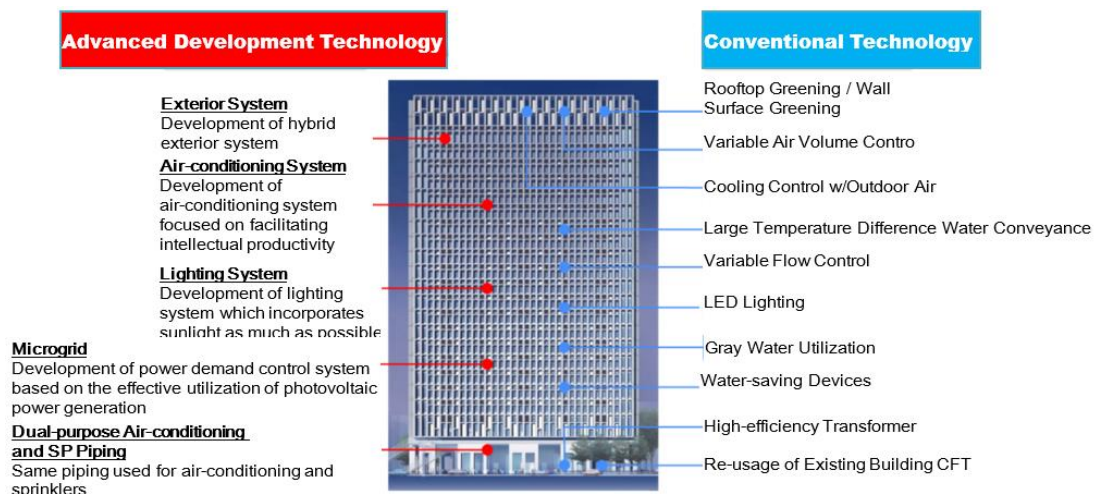 Advanced Development Technology
Exterior System
Development of hybrid
exterior system
Air-conditioning System
Development of
air-conditioning system
focused on facilitating
intellectual productivity
Lighting System
Development of lighting
system which incorporates
sunlight as much as possible
Microgrid
Development of power demand control system
based on the effective utilization of photovoltaic
power generation
Dual-purpose Air-conditioning
and SP Piping
Same piping used for air-conditioning and
sprinklers
Conventional Technology
Rooftop Greening / Wall
Surface Greening
Variable Air Volume Contro
Cooling Control w/Outdoor Air
Large Temperature Difference Water Conveyance
Variable Flow Control
LED Lighting
Gray Water Utilization
Water-saving Devices
High-efficiency Transformer
Re-usage of Existing Building CFT